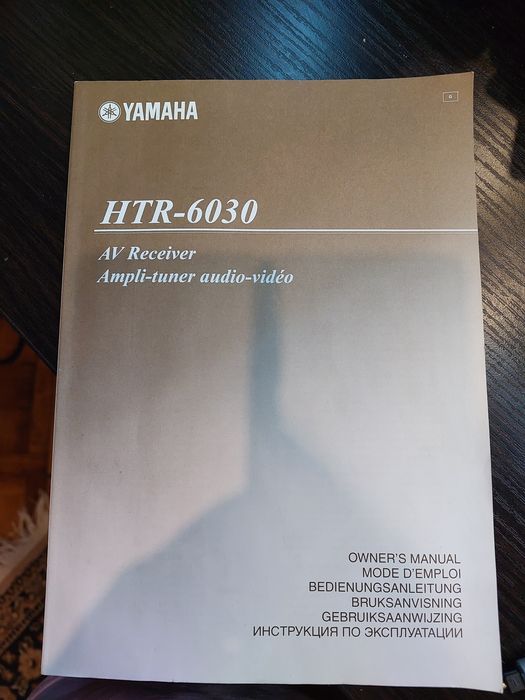 YAMAHA
G
HTR-6030
AV Receiver
Ampli-tuner audio-vidéo
OWNER'S MANUAL
MODE D'EMPLOI
BEDIENUNGSANLEITUNG
BRUKSANVISNING
GEBRUIKSAANWIJZING
ИНСТРУКЦИЯ ПО ЭКСПЛУАТАЦИИ